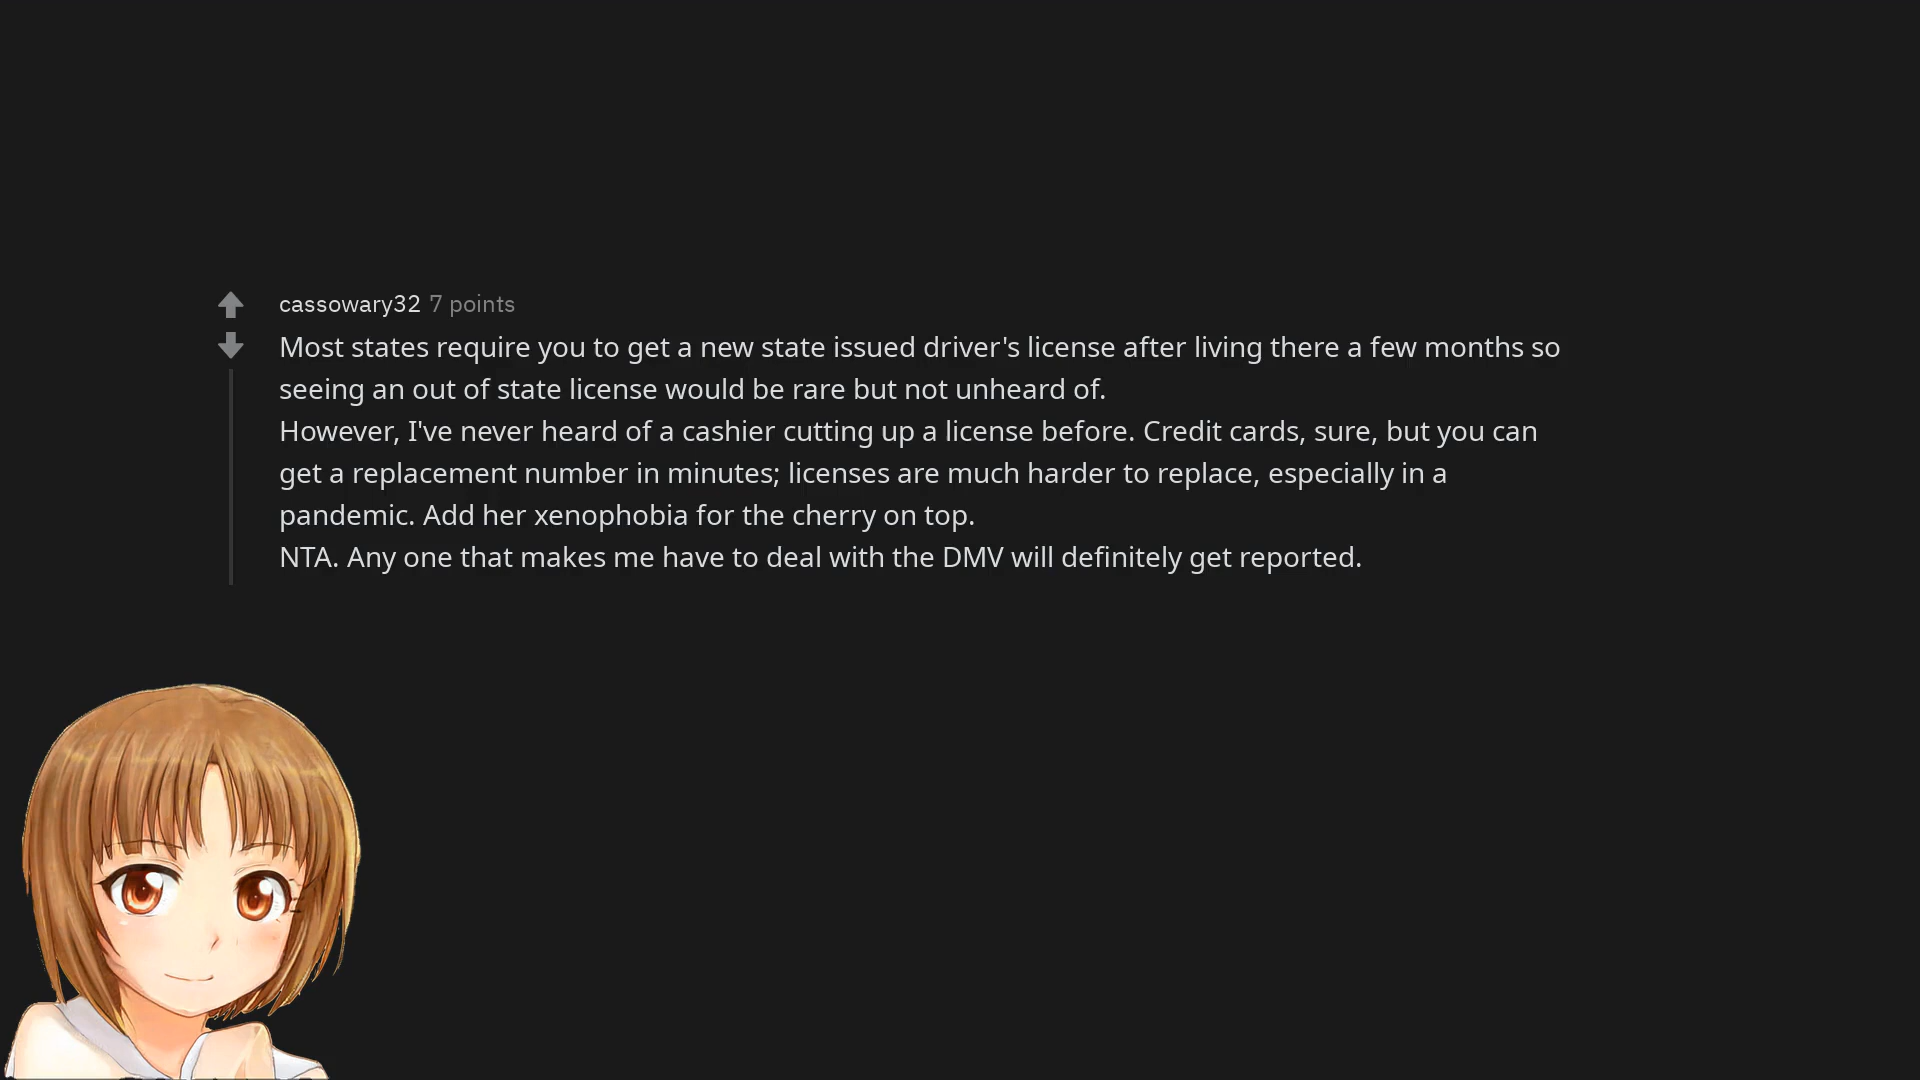 cassowary32 7 points
Most states require you to get a new state issued driver's license after living there a few months so
seeing an out of state license would be rare but not unheard of.
However, I've never heard of a cashier cutting up a license before. Credit cards, sure, but you can
get a replacement number in minutes; licenses are much harder to replace, especially in a
pandemic. Add her xenophobia for the cherry on top.
NTA. Any one that makes me have to deal with the DMV will definitely get reported.